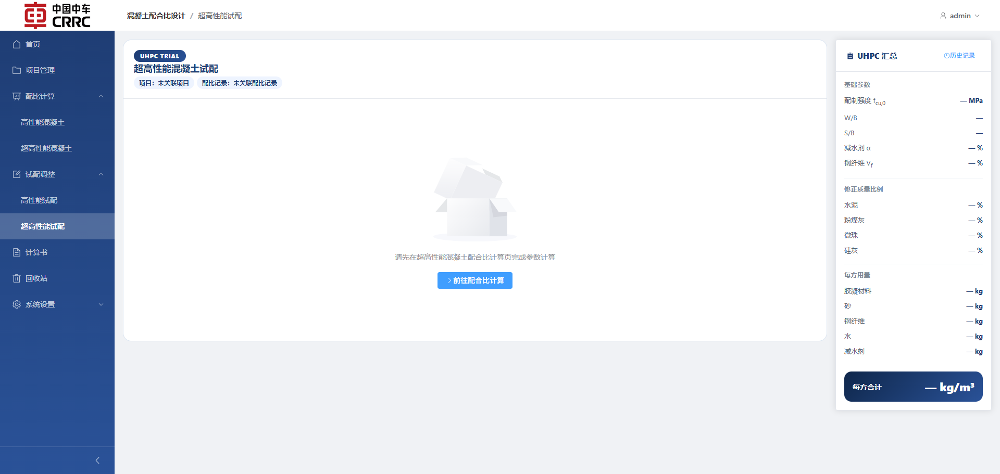 中国中车
CRRC
混凝土配合比设计 / 超高性能试配
admin
首页
项目管理
配比计算
高性能混凝土
超高性能混凝土
试配调整
高性能试配
超高性能试配
计算书
回收站
系统设置
UHPC TRIAL
超高性能混凝土试配
项目：未关联项目 配比记录：未关联配比记录
请先在超高性能混凝土配合比计算页完成参数计算
前往配合比计算
UHPC 汇总 历史记录
基础参数
配制强度 fcu,0 — MPa
W/B —
S/B —
减水剂 α — %
钢纤维 Vf — %
修正质量比例
水泥 — %
粉煤灰 — %
微珠 — %
硅灰 — %
每方用量
胶凝材料 — kg
砂 — kg
钢纤维 — kg
水 — kg
减水剂 — kg
每方合计 — kg/m³